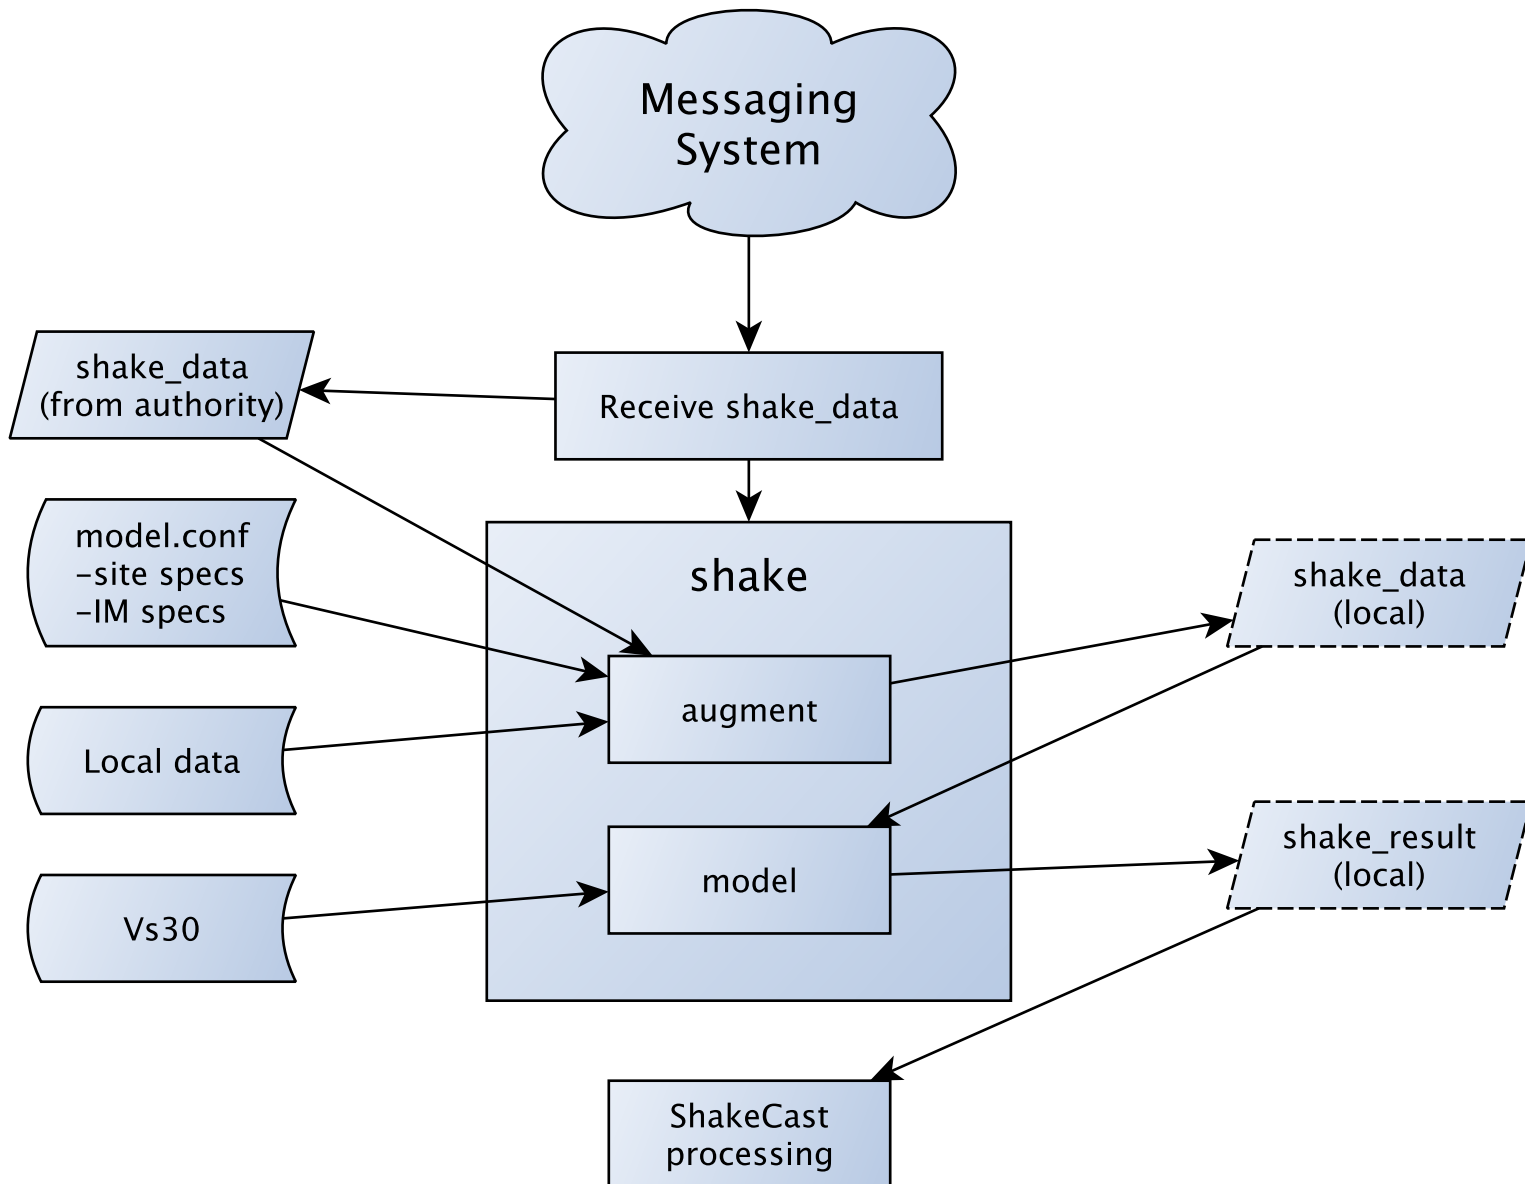 Messaging
System
shake_data
(from authority)
Receive shake_data
model.conf
–site specs
–IM specs
shake
shake_data
(local)
augment
Local data
shake_result
(local)
model
Vs30
ShakeCast
processing